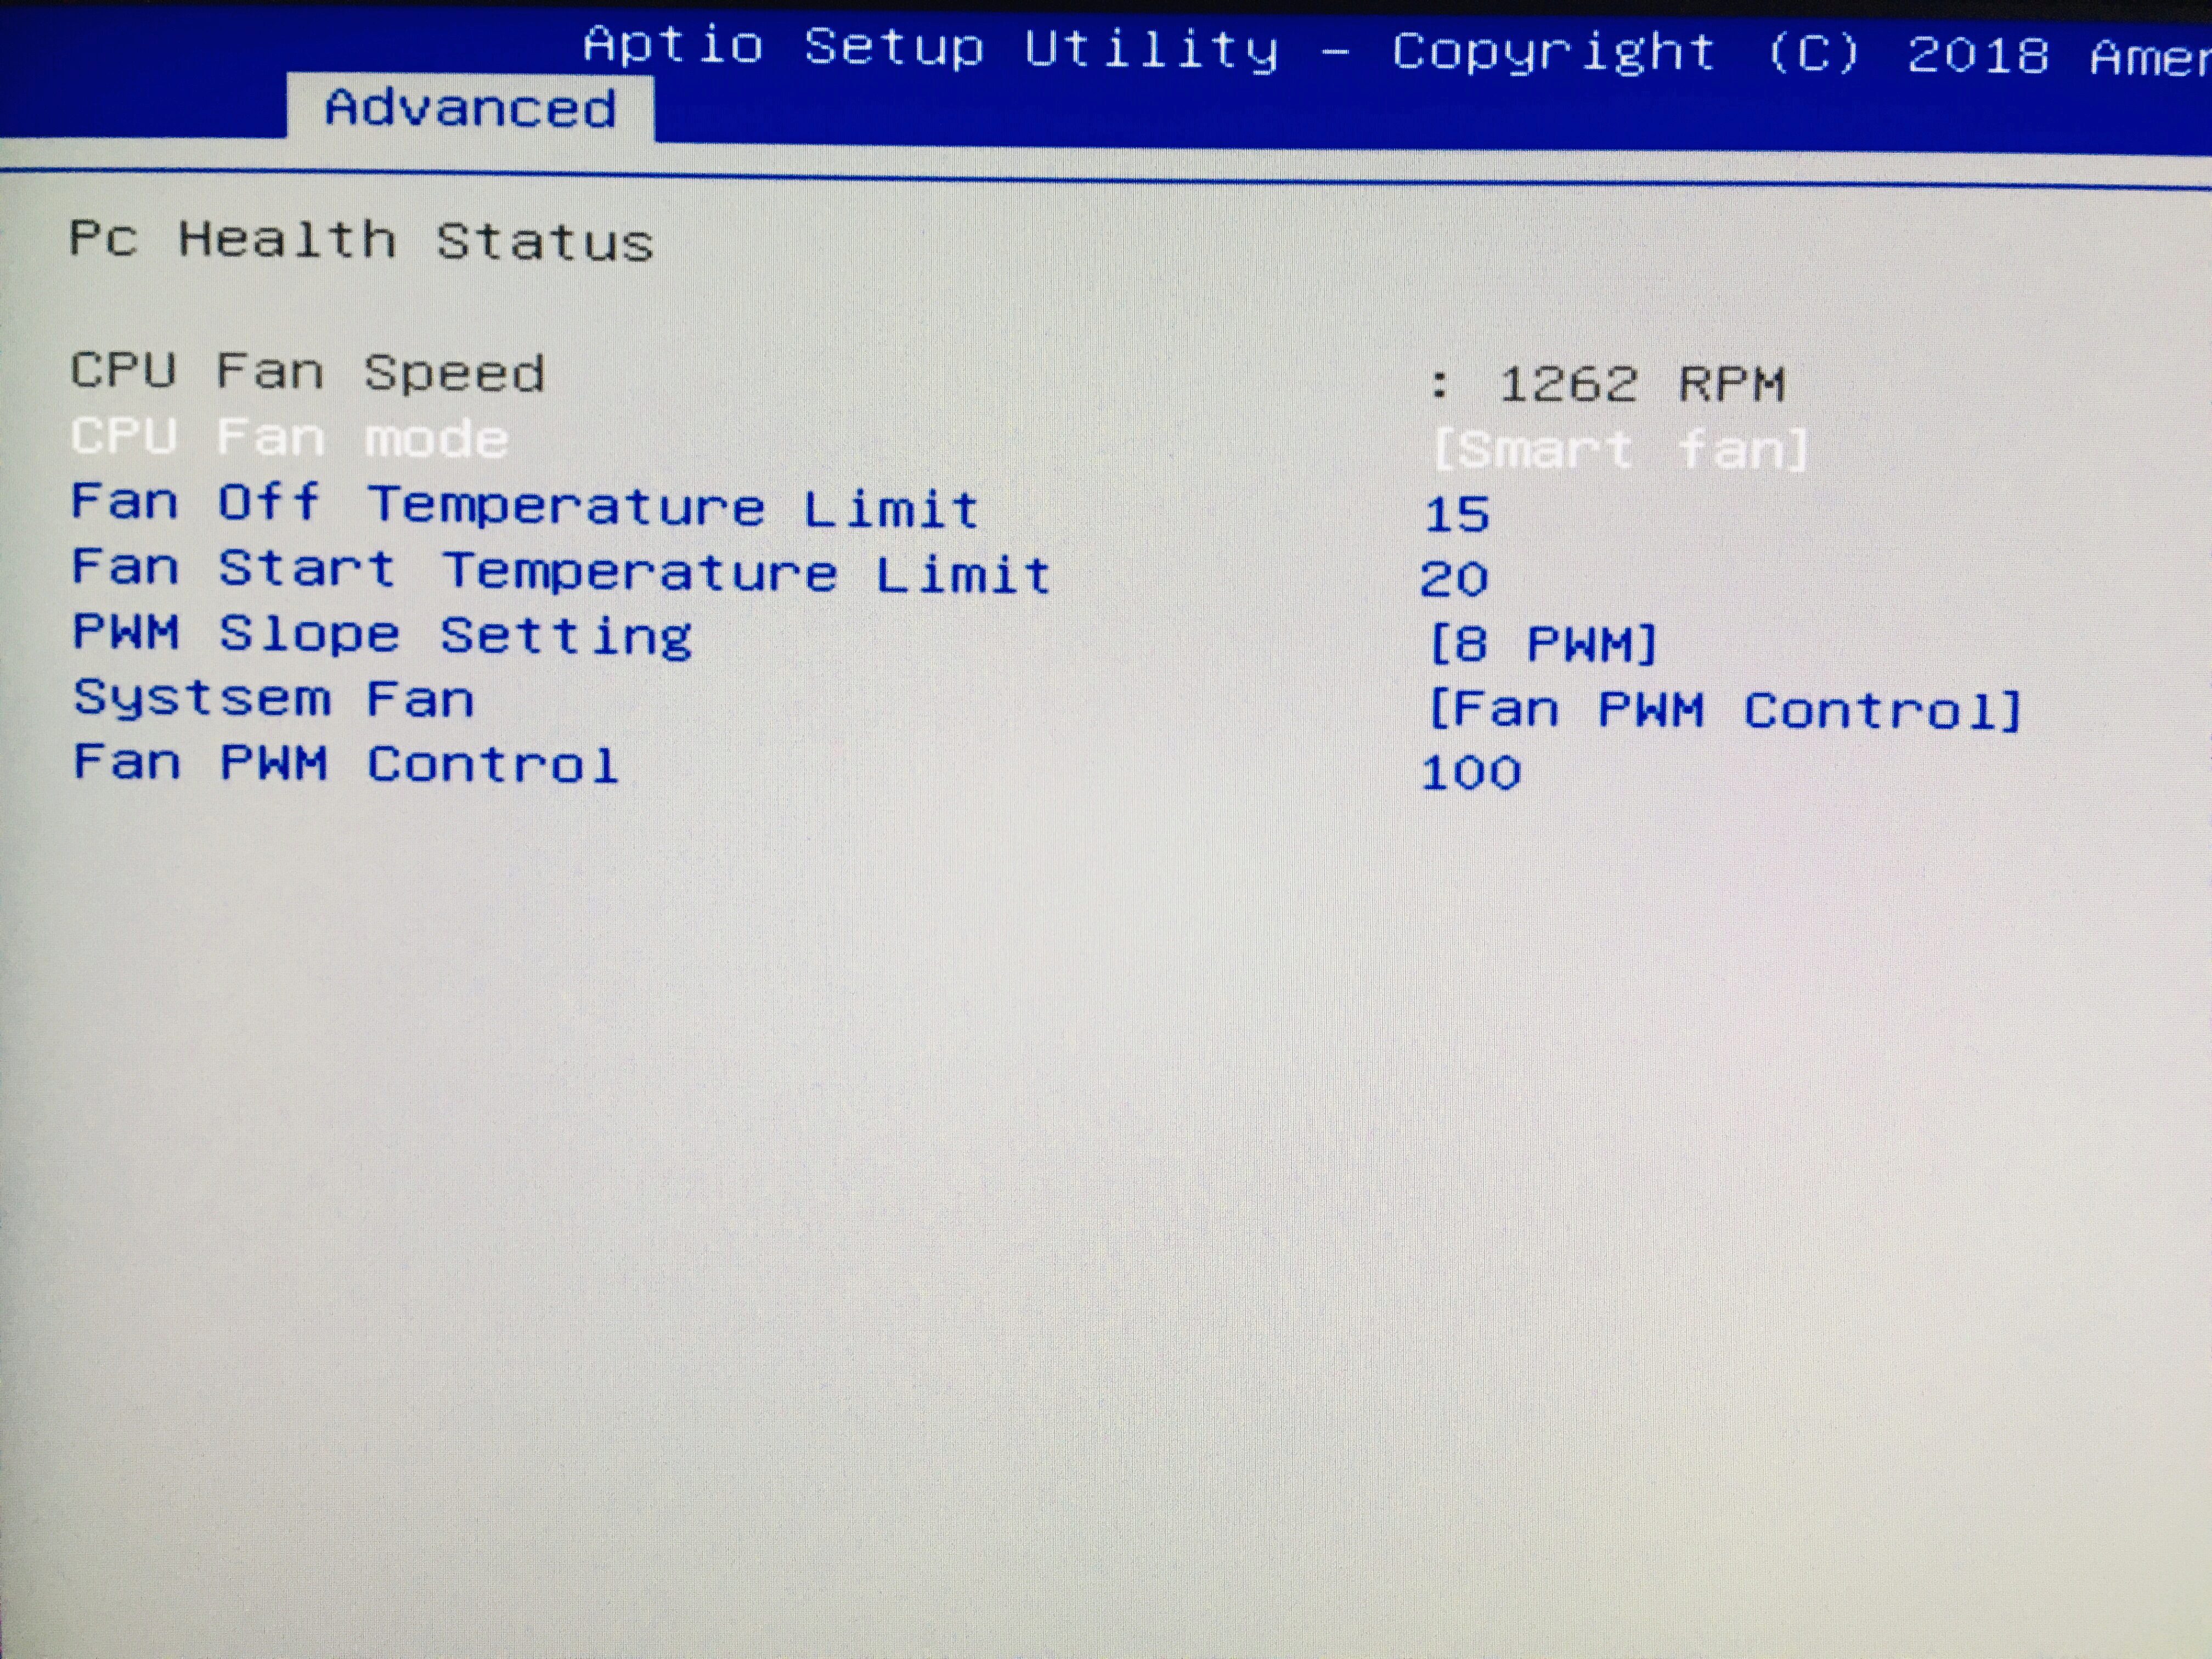 Aptio Setup Utility - Copyright (C) 2018
Advanced
Pc Health Status
CPU Fan Speed : 1262 RPM
CPU Fan mode [Smart fan]
Fan Off Temperature Limit 15
Fan Start Temperature Limit 20
PWM Slope Setting [8 PWM]
Systsem Fan [Fan PWM Control]
Fan PWM Control 100